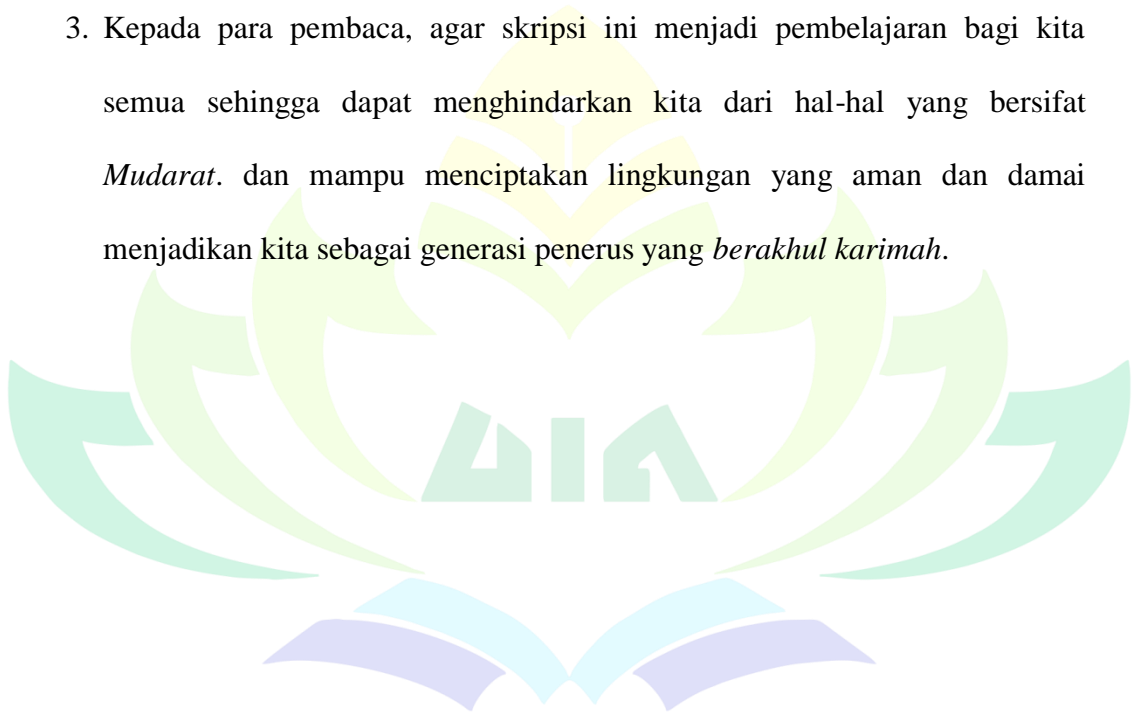 3. Kepada para pembaca, agar skripsi ini menjadi pembelajaran bagi kita
semua sehingga dapat menghindarkan kita dari hal-hal yang bersifat
Mudarat. dan mampu menciptakan lingkungan yang aman dan damai
menjadikan kita sebagai generasi penerus yang berakhul karimah.
UIN